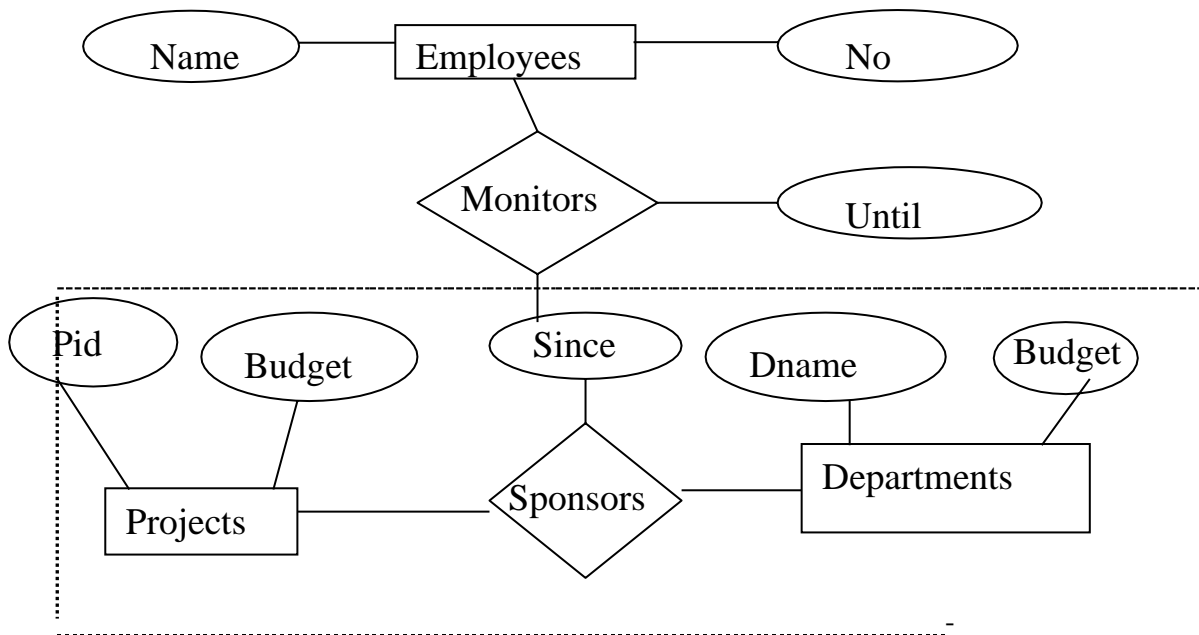 Name
Employees
No
Monitors
Until
Pid
Budget
Since
Dname
Budget
Projects
Sponsors
Departments